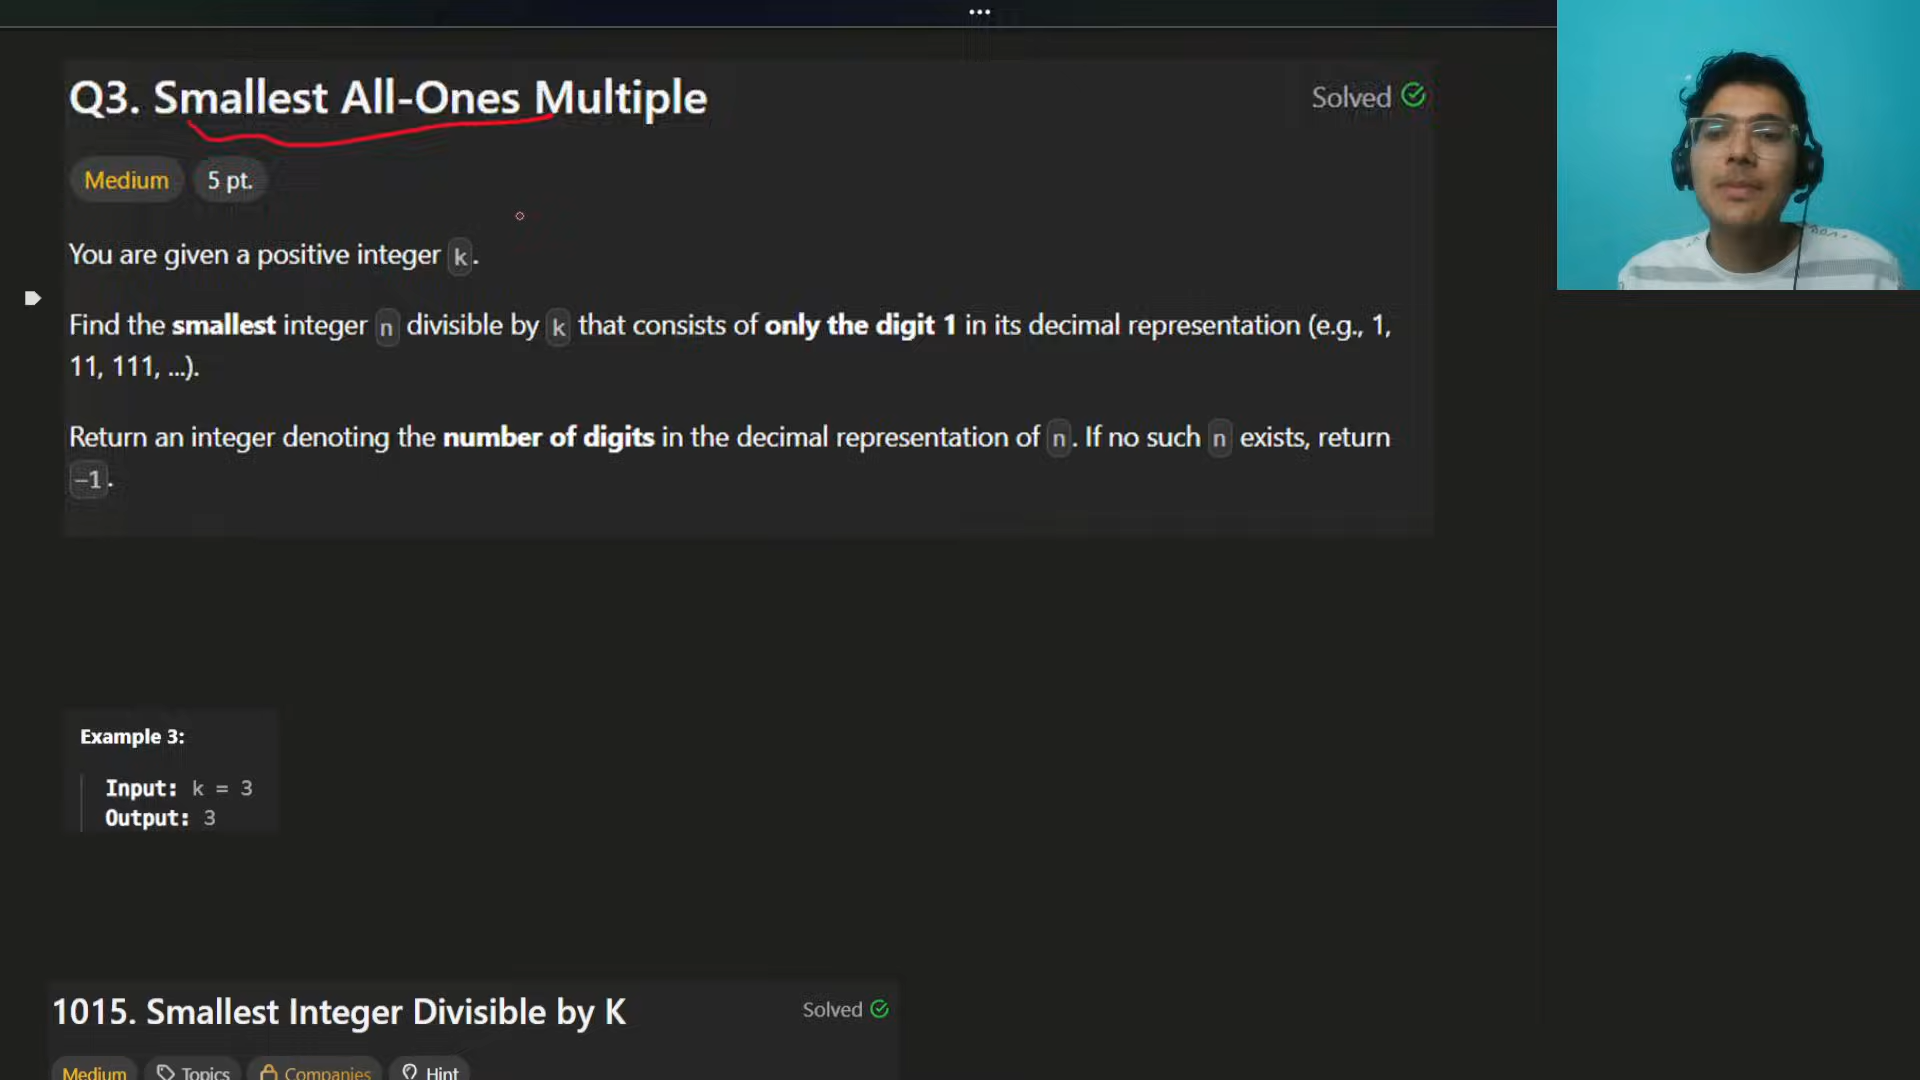 Q3. Smallest All-Ones Multiple
Solved
Medium
5 pt.
You are given a positive integer k.
Find the smallest integer n divisible by k that consists of only the digit 1 in its decimal representation (e.g., 1,
11, 111, ...).
Return an integer denoting the number of digits in the decimal representation of n. If no such n exists, return
-1.
Example 3:
Input: k = 3
Output: 3
1015. Smallest Integer Divisible by K
Solved
Medium
Topics
Companies
Hint